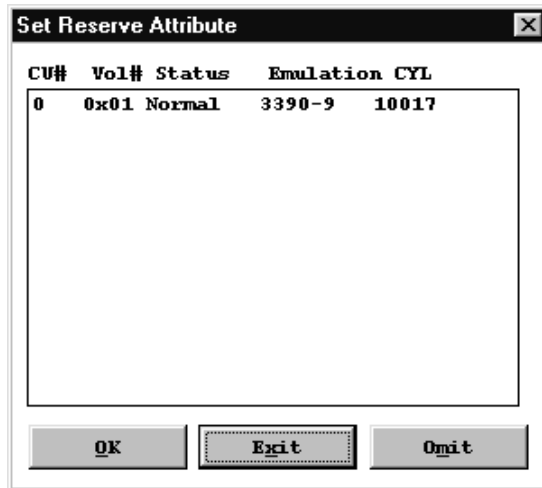 Set Reserve Attribute
CU# Vol# Status Emulation CYL
0 0x01 Normal 3390-9 10017
OK Exit Omit